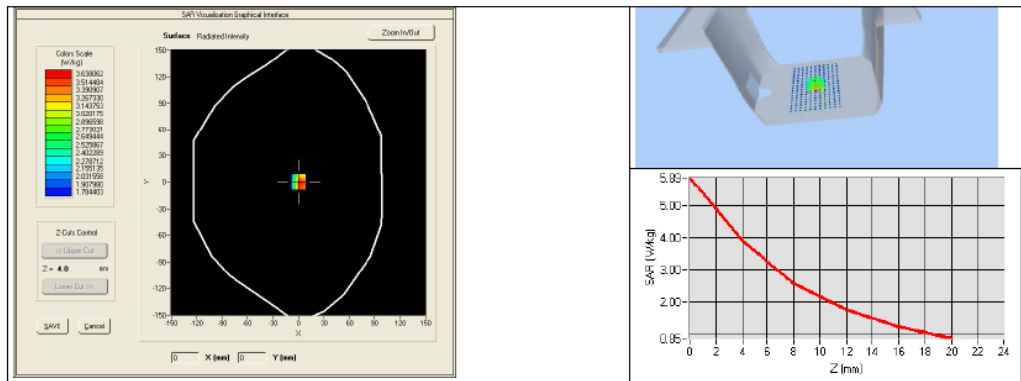 SAR Visualisation Graphical Interface
Surface Radiated Intensity
Zoom In/Out
Colors Scale
(W/kg)
3.638062
3.514484
3.390907
3.267330
3.143753
3.020175
2.896598
2.773021
2.649444
2.525867
2.402289
2.278712
2.155135
2.031558
1.907980
1.784403
Z-Cuts Control
<< Upper Cut
Z = 4.0 mm
Lower Cut >>
SAVE Cancel
150
120
90
60
30
Y 0
-30
-60
-90
-120
-150
-150 -120 -90 -60 -30 0 30 60 90 120 150
X
0 X (mm) 0 Y (mm)
5.89
5.00
4.00
3.00
2.00
0.85
SAR (W/kg)
0 2 4 6 8 10 12 14 16 18 20 22 24
Z (mm)